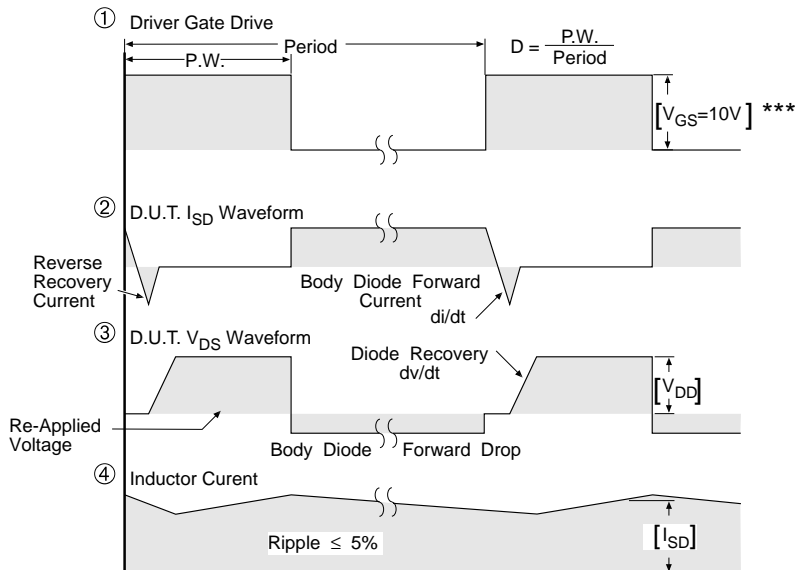 ① Driver Gate Drive
Period
P.W.
D = P.W.
Period
[VGS=10V] ***
② D.U.T. ISD Waveform
Reverse
Recovery
Current
Body Diode Forward
Current
di/dt
③ D.U.T. VDS Waveform
Diode Recovery
dv/dt
[VDD]
Re-Applied
Voltage
Body Diode Forward Drop
④ Inductor Curent
Ripple ≤ 5%
[ISD]